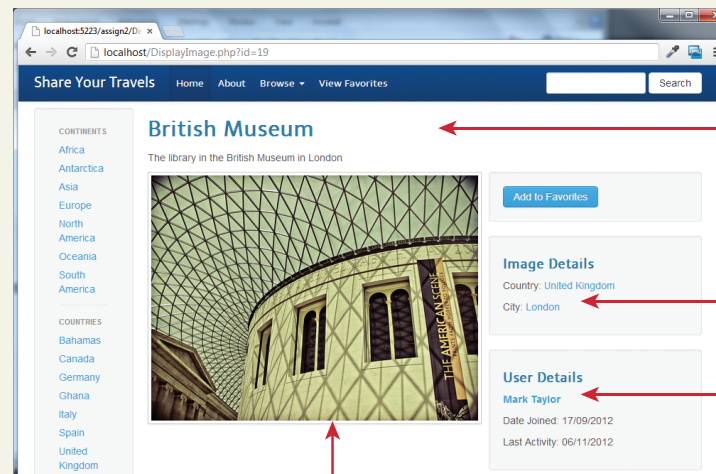 localhost:5223/assign2/Di
localhost/DisplayImage.php?id=19
Share Your Travels Home About Browse View Favorites Search
CONTINENTS
Africa
Antarctica
Asia
Europe
North
America
Oceania
South
America
COUNTRIES
Bahamas
Canada
Germany
Ghana
Italy
Spain
United
Kingdom
British Museum
The library in the British Museum in London
THE AMERICAN SCENE
Add to Favorites
Image Details
Country: United Kingdom
City: London
User Details
Mark Taylor
Date Joined: 17/09/2012
Last Activity: 06/11/2012